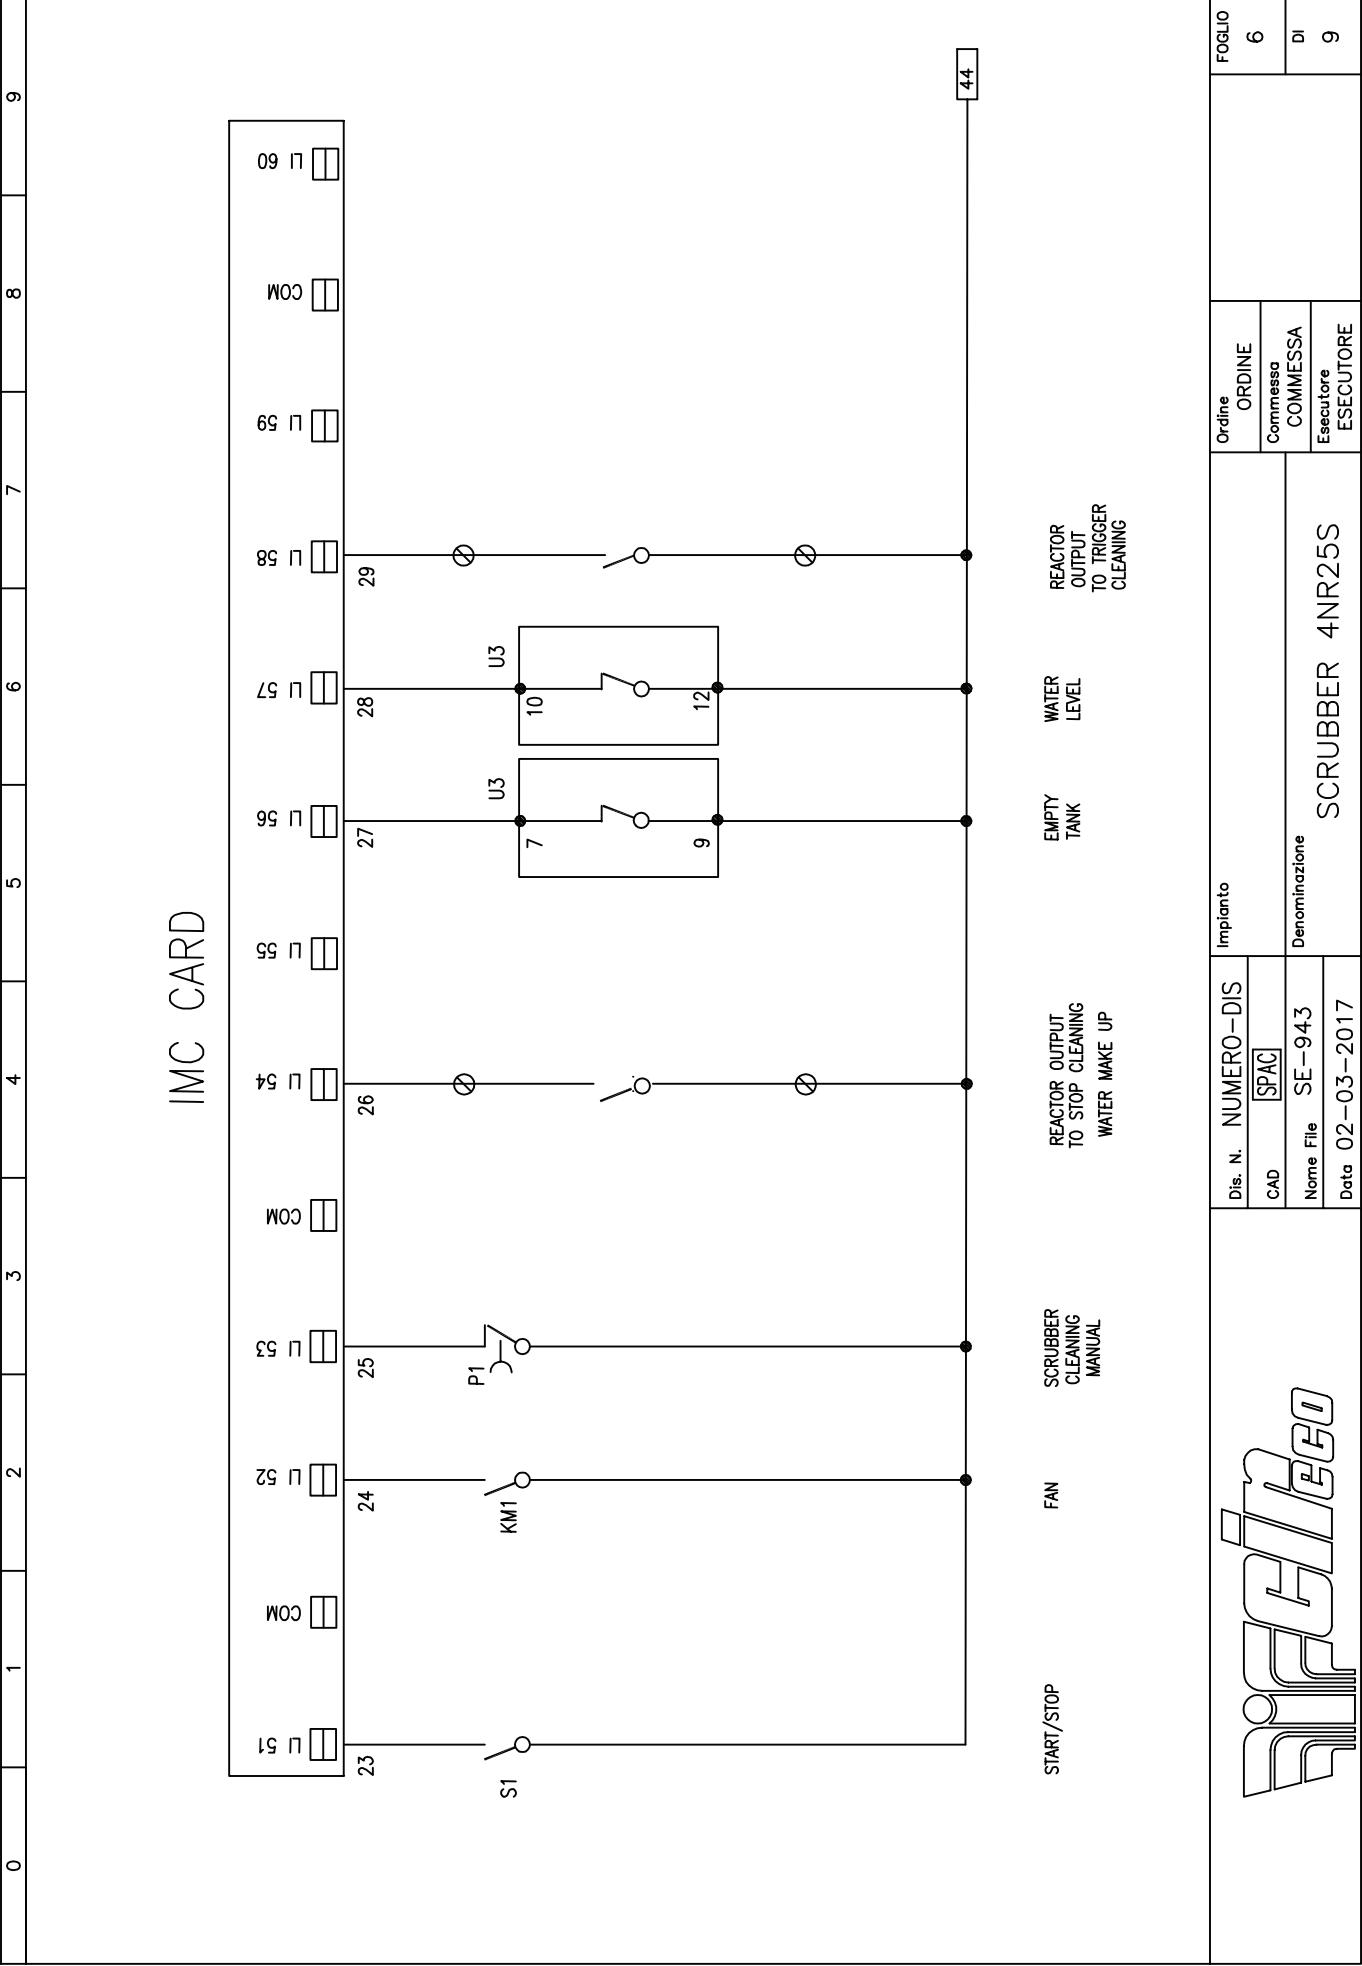 0 1 2 3 4 5 6 7 8 9
IMC CARD
LI 51
COM
LI 52
LI 53
COM
LI 54
LI 55
LI 56
LI 57
LI 58
LI 59
COM
LI 60
23
24
25
26
27
28
29
S1
KM1
P1
U3
7
9
U3
10
12
44
START/STOP
FAN
SCRUBBER
CLEANING
MANUAL
REACTOR OUTPUT
TO STOP CLEANING
WATER MAKE UP
EMPTY
TANK
WATER
LEVEL
REACTOR
OUTPUT
TO TRIGGER
CLEANING
cifn
eco
Dis. N. NUMERO-DIS
CAD SPAC
Nome File SE-943
Data 02-03-2017
Impianto
Denominazione
SCRUBBER 4NR25S
Ordine
ORDINE
Commessa
COMMESSA
Esecutore
ESECUTORE
FOGLIO
6
DI
9